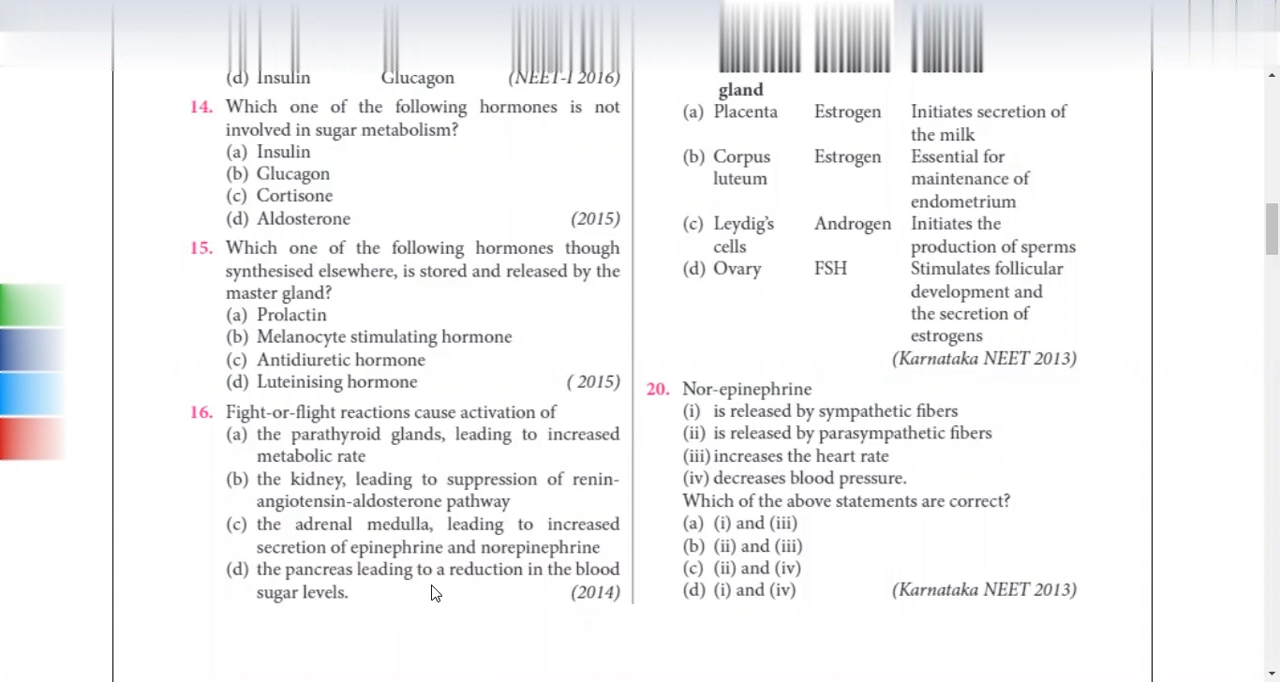 (d) Insulin Glucagon (NEET-I 2016)
14. Which one of the following hormones is not
involved in sugar metabolism?
(a) Insulin
(b) Glucagon
(c) Cortisone
(d) Aldosterone (2015)
15. Which one of the following hormones though
synthesised elsewhere, is stored and released by the
master gland?
(a) Prolactin
(b) Melanocyte stimulating hormone
(c) Antidiuretic hormone
(d) Luteinising hormone ( 2015)
16. Fight-or-flight reactions cause activation of
(a) the parathyroid glands, leading to increased
metabolic rate
(b) the kidney, leading to suppression of renin-
angiotensin-aldosterone pathway
(c) the adrenal medulla, leading to increased
secretion of epinephrine and norepinephrine
(d) the pancreas leading to a reduction in the blood
sugar levels. (2014)
gland
(a) Placenta Estrogen Initiates secretion of
the milk
(b) Corpus Estrogen Essential for
luteum maintenance of
endometrium
(c) Leydig's Androgen Initiates the
cells production of sperms
(d) Ovary FSH Stimulates follicular
development and
the secretion of
estrogens
(Karnataka NEET 2013)
20. Nor-epinephrine
(i) is released by sympathetic fibers
(ii) is released by parasympathetic fibers
(iii) increases the heart rate
(iv) decreases blood pressure.
Which of the above statements are correct?
(a) (i) and (iii)
(b) (ii) and (iii)
(c) (ii) and (iv)
(d) (i) and (iv) (Karnataka NEET 2013)